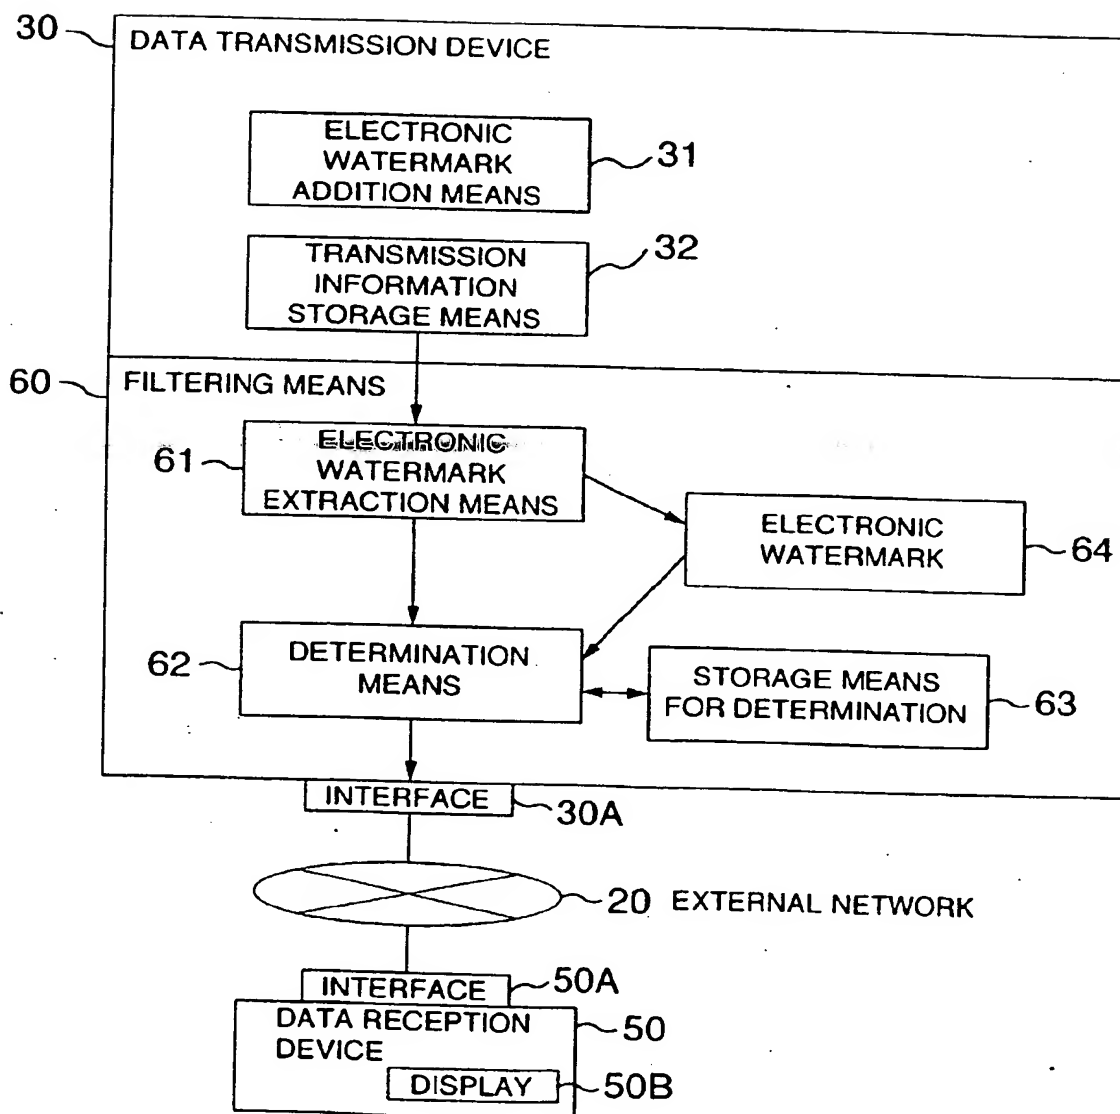 30
DATA TRANSMISSION DEVICE
ELECTRONIC
WATERMARK
ADDITION MEANS
31
TRANSMISSION
INFORMATION
STORAGE MEANS
32
60
FILTERING MEANS
61
ELECTRONIC
WATERMARK
EXTRACTION MEANS
ELECTRONIC
WATERMARK
64
62
DETERMINATION
MEANS
STORAGE MEANS
FOR DETERMINATION
63
INTERFACE
30A
20 EXTERNAL NETWORK
INTERFACE
50A
DATA RECEPTION
DEVICE
50
DISPLAY
50B